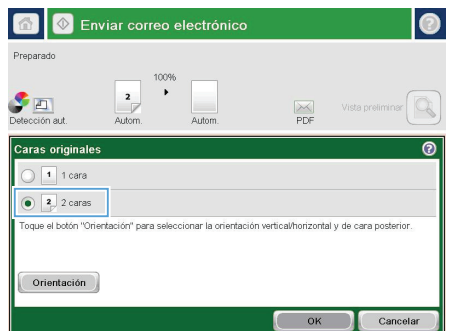 Enviar correo electrónico
Preparado
100%
2
Detección aut.
Autom.
Autom.
PDF
Vista preliminar
Caras originales
1 1 cara
2 2 caras
Toque el botón "Orientación" para seleccionar la orientación vertical/horizontal y de cara posterior.
Orientación
OK
Cancelar